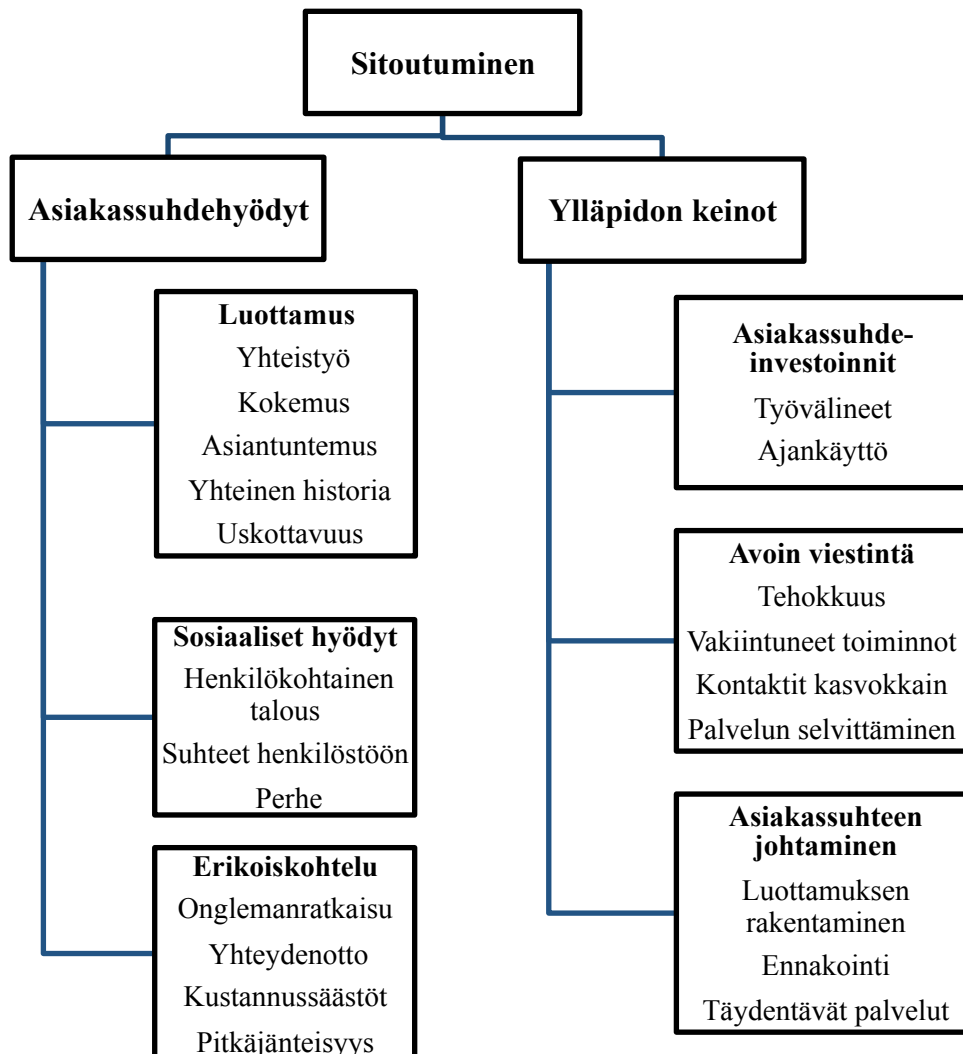 Sitoutuminen
Asiakassuhdehyödyt
Luottamus
Yhteistyö
Kokemus
Asiantuntemus
Yhteinen historia
Uskottavuus
Sosiaaliset hyödyt
Henkilökohtainen
talous
Suhteet henkilöstöön
Perhe
Erikoiskohtelu
Onglemanratkaisu
Yhteydenotto
Kustannussäästöt
Pitkäjänteisyys
Ylläpidon keinot
Asiakassuhde-
investoinnit
Työvälineet
Ajankäyttö
Avoin viestintä
Tehokkuus
Vakiintuneet toiminnot
Kontaktit kasvokkain
Palvelun selvittäminen
Asiakassuhteen
johtaminen
Luottamuksen
rakentaminen
Ennakointi
Täydentävät palvelut